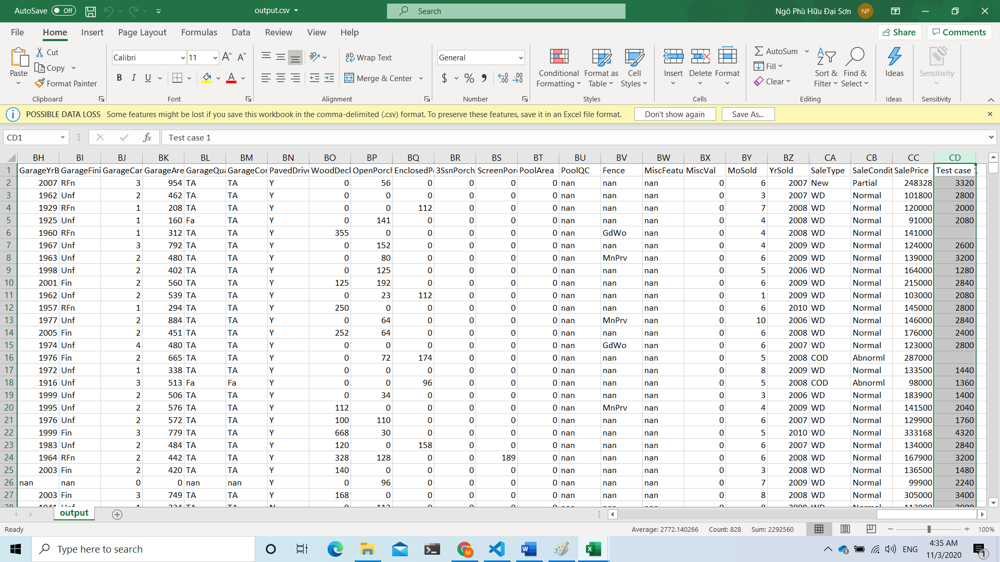 AutoSave Off output.csv Search Ngô Phù Hữu Đại Sơn NP
File Home Insert Page Layout Formulas Data Review View Help Share Comments
Paste Cut Copy Format Painter Clipboard
Calibri 11 B I U A Font
Wrap Text Merge & Center Alignment
General $ % Number
Conditional Formatting Format as Table Cell Styles Styles
Insert Delete Format Cells
AutoSum Fill Clear Sort & Filter Find & Select Editing
Ideas Ideas
Sensitivity Sensitivity
POSSIBLE DATA LOSS Some features might be lost if you save this workbook in the comma-delimited (.csv) format. To preserve these features, save it in an Excel file format. Don't show again Save As...
CD1 fx Test case 1
BH BI BJ BK BL BM BN BO BP BQ BR BS BT BU BV BW BX BY BZ CA CB CC CD
1 GarageYrB GarageFini GarageCar GarageAre GarageQua GarageCor PavedDrive WoodDecl OpenPorch EnclosedPo 3SsnPorch ScreenPorc PoolArea PoolQC Fence MiscFeatu MiscVal MoSold YrSold SaleType SaleCondit SalePrice Test case 1
2 2007 RFn 3 954 TA TA Y 0 56 0 0 0 0 nan nan nan 0 6 2007 New Partial 248328 3320
3 1962 Unf 2 462 TA TA Y 0 0 0 0 0 0 nan nan nan 0 3 2007 WD Normal 101800 2800
4 1929 RFn 1 208 TA TA Y 0 0 112 0 0 0 nan nan nan 0 7 2008 WD Normal 120000 2000
5 1925 Unf 1 160 Fa TA Y 0 141 0 0 0 0 nan nan nan 0 4 2008 WD Normal 91000 2080
6 1960 RFn 1 312 TA TA Y 355 0 0 0 0 0 nan GdWo nan 0 4 2008 WD Normal 141000
7 1967 Unf 3 792 TA TA Y 0 152 0 0 0 0 nan nan nan 0 4 2009 WD Normal 124000 2600
8 1963 Unf 2 480 TA TA Y 0 80 0 0 0 0 nan MnPrv nan 0 6 2009 WD Normal 139000 3200
9 1998 Unf 2 402 TA TA Y 0 125 0 0 0 0 nan nan nan 0 5 2006 WD Normal 164000 1280
10 2001 Fin 2 560 TA TA Y 125 192 0 0 0 0 nan nan nan 0 6 2009 WD Normal 215000 2840
11 1962 Unf 2 539 TA TA Y 0 23 112 0 0 0 nan nan nan 0 1 2009 WD Normal 103000 2080
12 1957 RFn 1 294 TA TA Y 250 0 0 0 0 0 nan nan nan 0 6 2010 WD Normal 145000 2800
13 1977 Unf 2 884 TA TA Y 0 64 0 0 0 0 nan MnPrv nan 0 10 2006 WD Normal 146000 2840
14 2005 Fin 2 451 TA TA Y 252 64 0 0 0 0 nan nan nan 0 6 2008 WD Normal 176000 2400
15 1974 Unf 4 480 TA TA Y 0 0 0 0 0 0 nan GdWo nan 0 6 2007 WD Normal 123000 2800
16 1976 Fin 2 665 TA TA Y 0 72 174 0 0 0 nan nan nan 0 5 2008 COD Abnorml 287000
17 1972 Unf 1 338 TA TA Y 0 0 0 0 0 0 nan nan nan 0 8 2009 WD Normal 133500 1440
18 1916 Unf 3 513 Fa Fa Y 0 0 96 0 0 0 nan nan nan 0 5 2008 COD Abnorml 98000 1360
19 1999 Unf 2 506 TA TA Y 0 34 0 0 0 0 nan nan nan 0 3 2006 WD Normal 183900 1400
20 1995 Unf 2 576 TA TA Y 112 0 0 0 0 0 nan MnPrv nan 0 4 2009 WD Normal 141500 2040
21 1976 Unf 2 572 TA TA Y 100 110 0 0 0 0 nan nan nan 0 6 2007 WD Normal 129900 1760
22 1999 Fin 3 779 TA TA Y 668 30 0 0 0 0 nan nan nan 0 5 2010 WD Normal 333168 4320
23 1983 Unf 2 484 TA TA Y 120 0 158 0 0 0 nan nan nan 0 6 2007 WD Normal 134000 2840
24 1964 RFn 2 442 TA TA Y 328 128 0 0 189 0 nan nan nan 0 6 2008 WD Normal 167900 3200
25 2003 Fin 2 420 TA TA Y 140 0 0 0 0 0 nan nan nan 0 3 2008 WD Normal 136500 1480
26 nan nan 0 0 nan nan Y 0 96 0 0 0 0 nan nan nan 0 7 2009 WD Normal 99900 2240
27 2003 Fin 3 749 TA TA Y 168 0 0 0 0 0 nan nan nan 0 8 2008 WD Normal 305000 3400
output
Ready Average: 2772.140266 Count: 828 Sum: 2292560 100%
Type here to search ENG 4:35 AM
11/3/2020 1